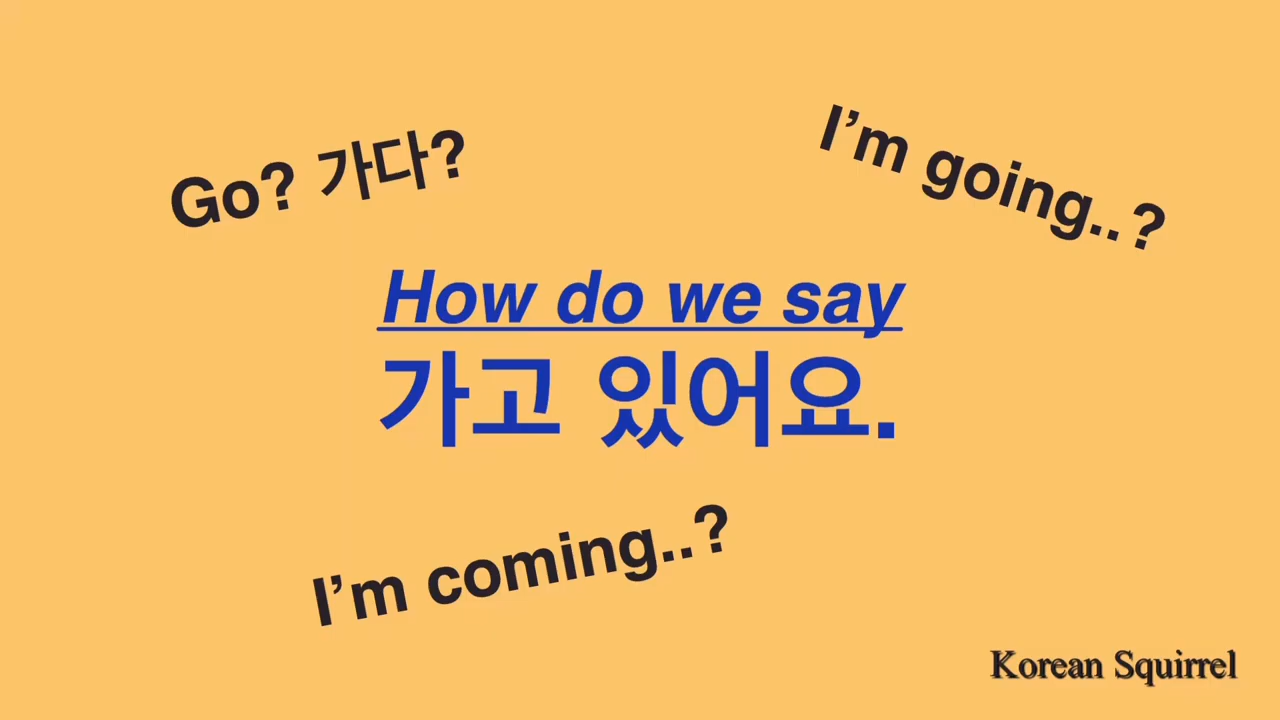 Go? 가다?
I'm going..?
How do we say
가고 있어요.
I'm coming..?
Korean Squirrel